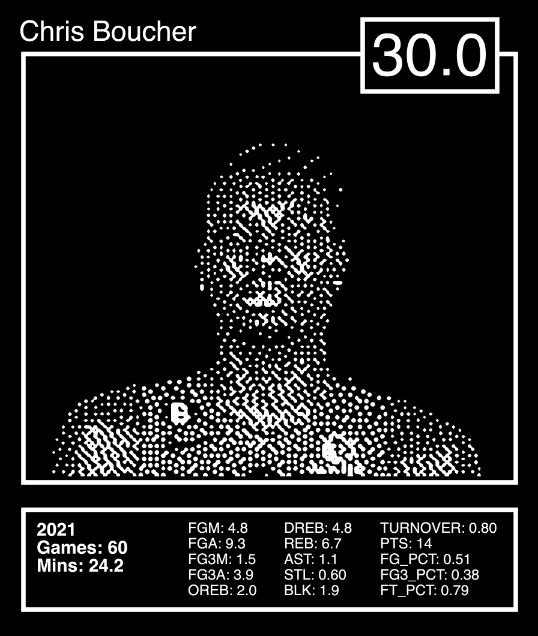 Chris Boucher
30.0
2021
Games: 60
Mins: 24.2
FGM: 4.8
FGA: 9.3
FG3M: 1.5
FG3A: 3.9
OREB: 2.0
DREB: 4.8
REB: 6.7
AST: 1.1
STL: 0.60
BLK: 1.9
TURNOVER: 0.80
PTS: 14
FG_PCT: 0.51
FG3_PCT: 0.38
FT_PCT: 0.79